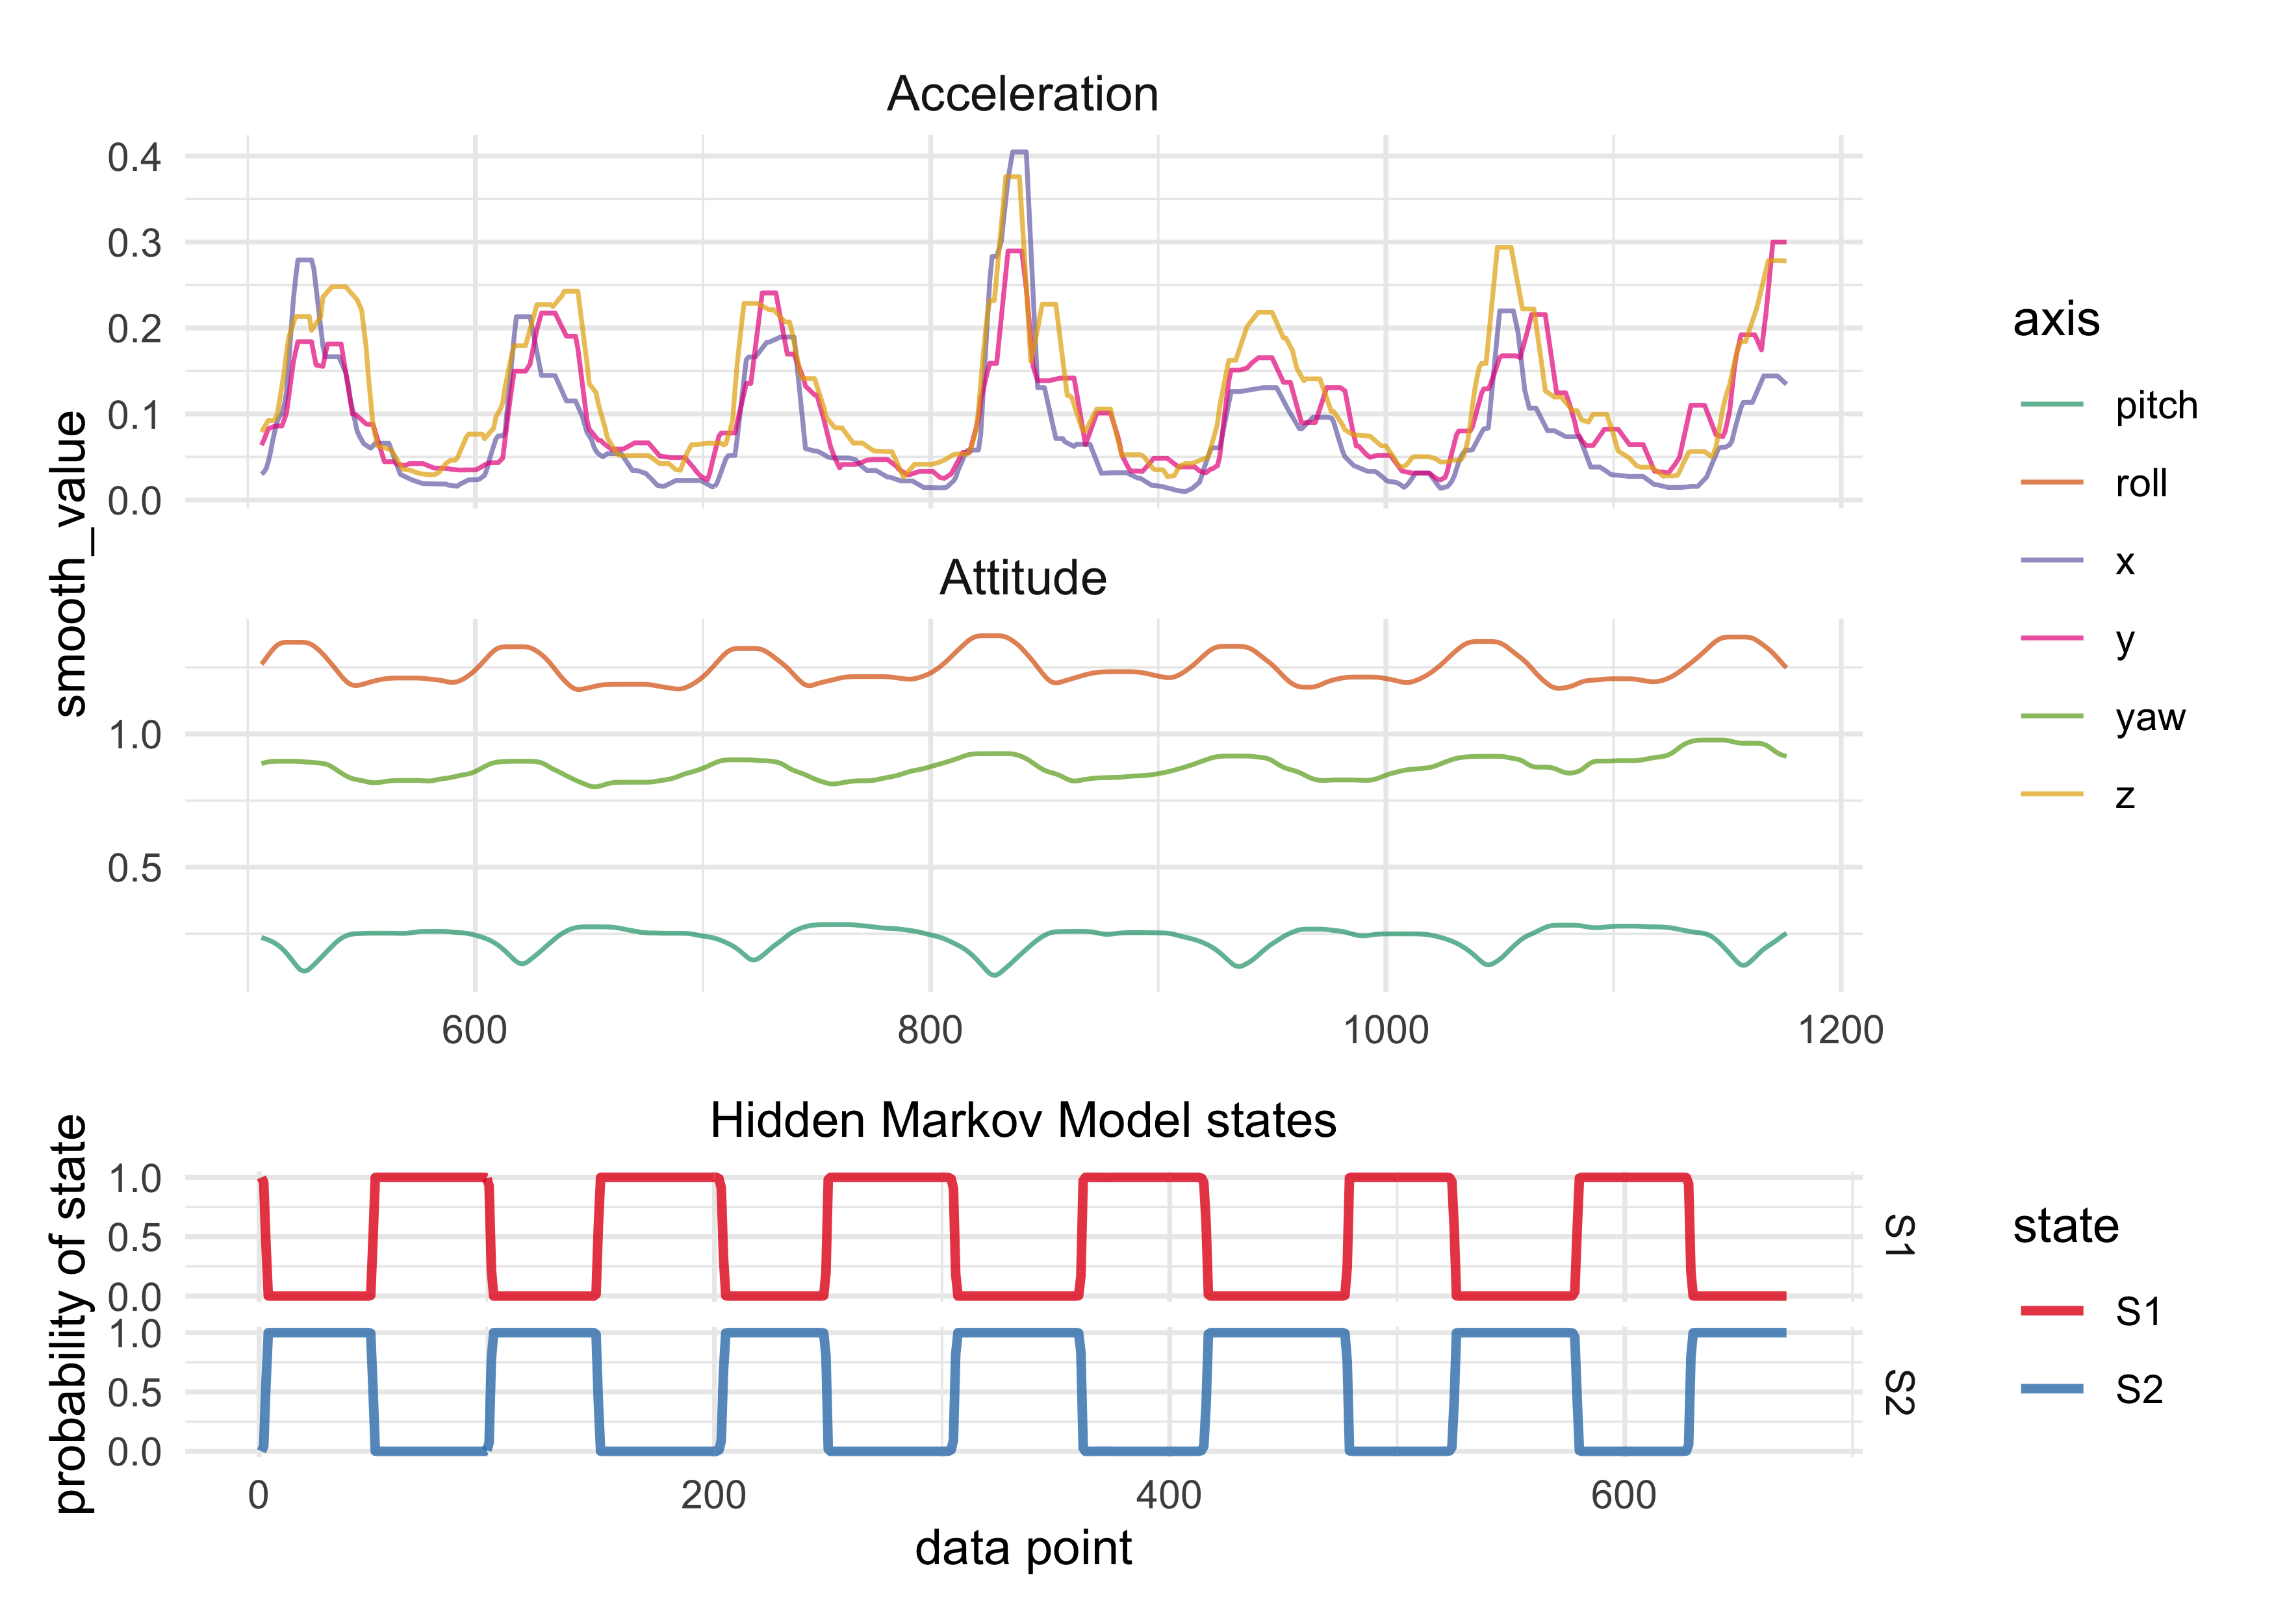 Acceleration
0.4
0.3
0.2
0.1
0.0
smooth_value
Attitude
1.0
0.5
600 800 1000 1200
axis
pitch
roll
x
y
yaw
z
Hidden Markov Model states
probability of state
1.0
0.5
0.0
S1
1.0
0.5
0.0
S2
0 200 400 600
data point
state
S1
S2